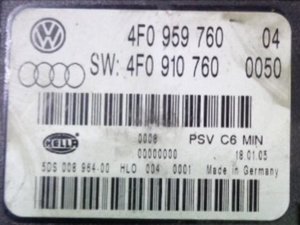 4F0 959 760 04
SW: 4F0 910 760 0050
HELLA
0008 PSV C6 MIN
00000000 18.01.05
5DS 008 964-00 HLO 004 0001 Made in Germany